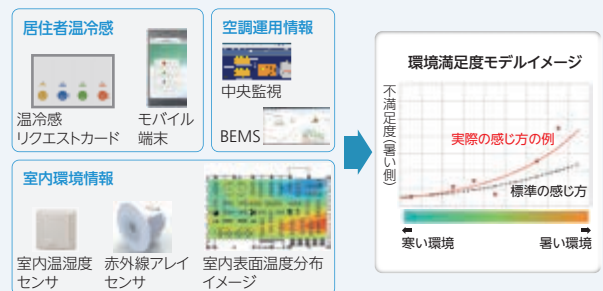 居住者温冷感
温冷感
リクエストカード
モバイル
端末
空調運用情報
中央監視
BEMS
室内環境情報
室内温湿度
センサ
赤外線アレイ
センサ
室内表面温度分布
イメージ
環境満足度モデルイメージ
不満足度(暑い側)
実際の感じ方の例
標準の感じ方
寒い環境
暑い環境